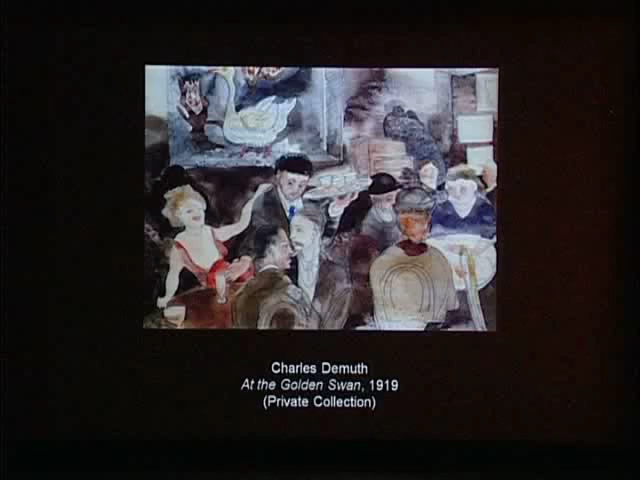 Charles Demuth
At the Golden Swan, 1919
(Private Collection)